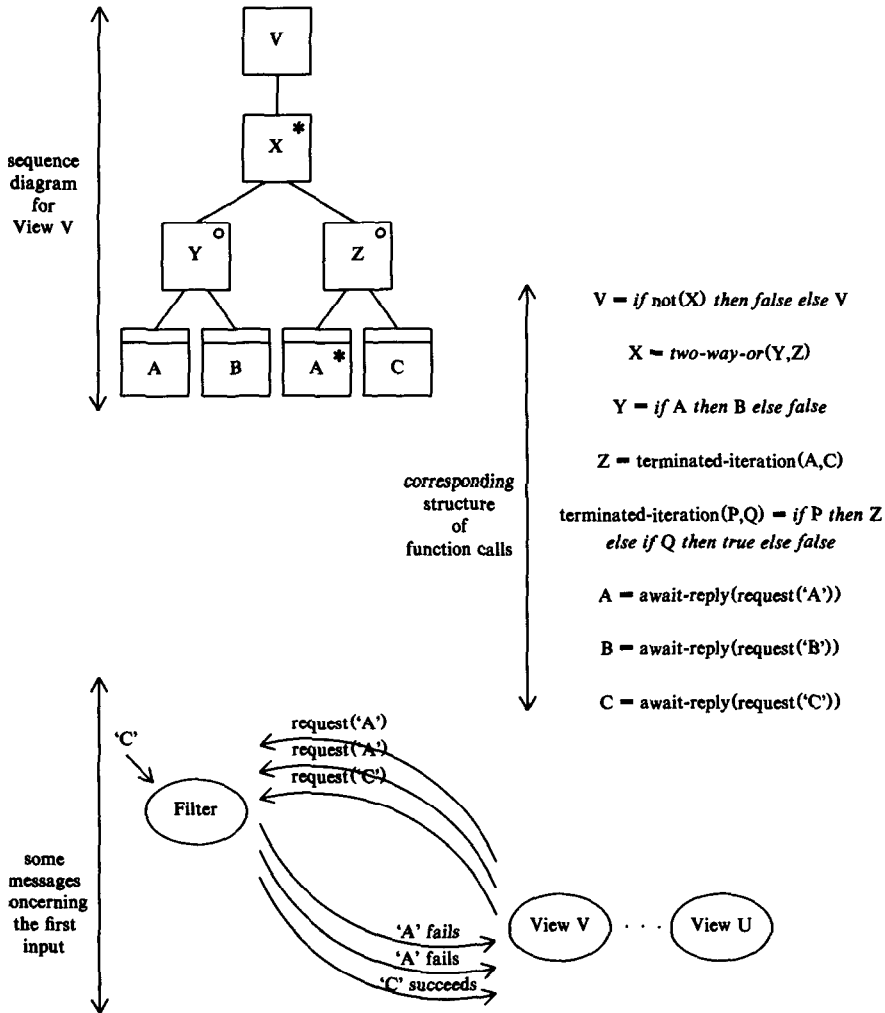 V
X *
sequence
diagram
for
View V
Y
Z
A
B
A *
C
V = if not(X) then false else V
X = two-way-or(Y,Z)
Y = if A then B else false
Z = terminated-iteration(A,C)
corresponding
structure
of
function calls
terminated-iteration(P,Q) = if P then Z
else if Q then true else false
A = await-reply(request('A'))
B = await-reply(request('B'))
C = await-reply(request('C'))
request('A')
request('A')
request('C')
'C'
Filter
some
messages
oncerning
the first
input
View V . . . View U
'A' fails
'A' fails
'C' succeeds